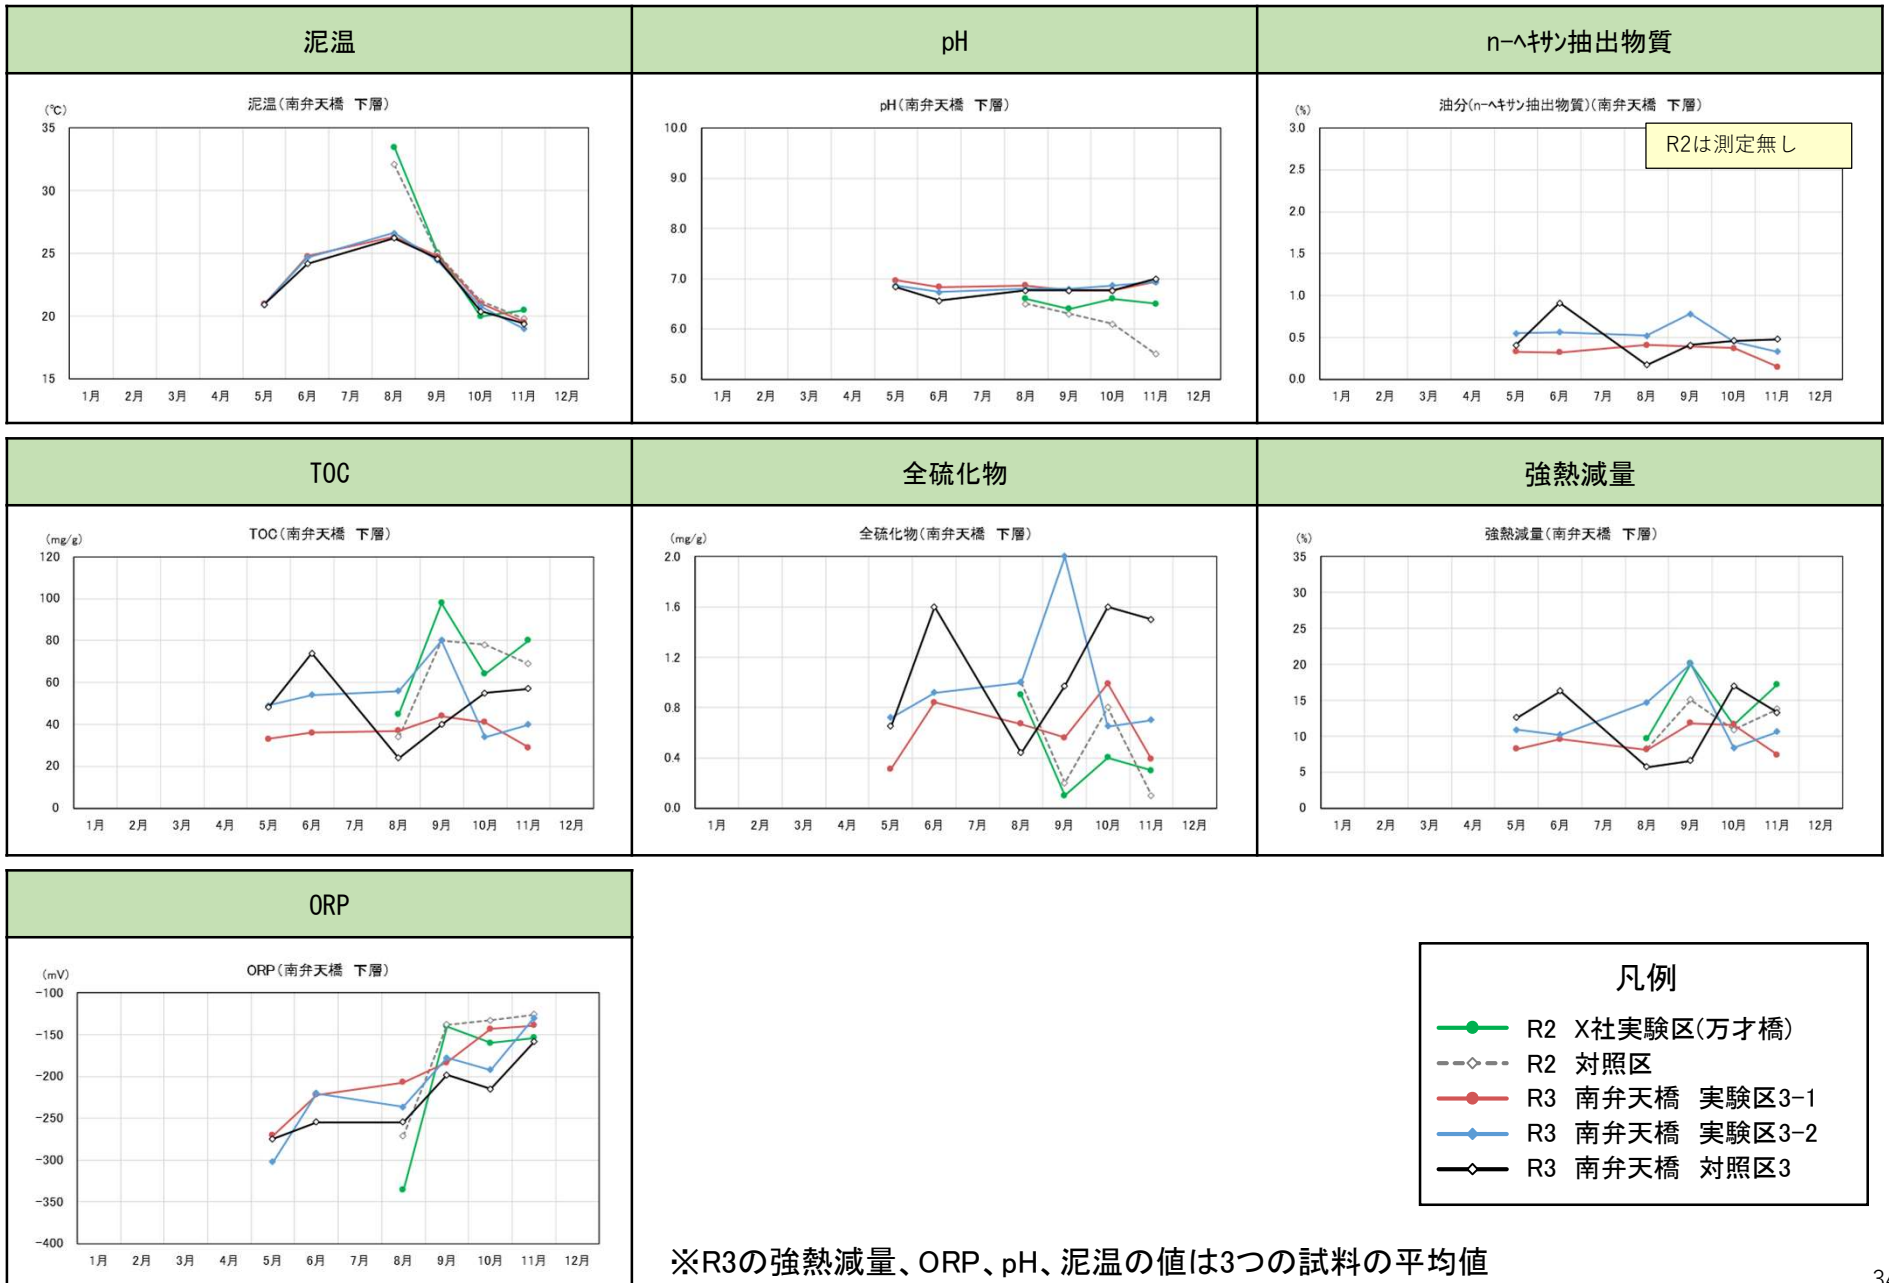 泥温
pH
n-ヘキサン抽出物質
(℃)
泥温(南弁天橋 下層)
35
30
25
20
15
1月 2月 3月 4月 5月 6月 7月 8月 9月 10月 11月 12月
pH(南弁天橋 下層)
10.0
9.0
8.0
7.0
6.0
5.0
1月 2月 3月 4月 5月 6月 7月 8月 9月 10月 11月 12月
(%)
油分(n-ヘキサン抽出物質)(南弁天橋 下層)
R2は測定無し
3.0
2.5
2.0
1.5
1.0
0.5
0.0
1月 2月 3月 4月 5月 6月 7月 8月 9月 10月 11月 12月
TOC
全硫化物
強熱減量
(mg/g)
TOC(南弁天橋 下層)
120
100
80
60
40
20
0
1月 2月 3月 4月 5月 6月 7月 8月 9月 10月 11月 12月
(mg/g)
全硫化物(南弁天橋 下層)
2.0
1.6
1.2
0.8
0.4
0.0
1月 2月 3月 4月 5月 6月 7月 8月 9月 10月 11月 12月
(%)
強熱減量(南弁天橋 下層)
35
30
25
20
15
10
5
0
1月 2月 3月 4月 5月 6月 7月 8月 9月 10月 11月 12月
ORP
(mV)
ORP(南弁天橋 下層)
-100
-150
-200
-250
-300
-350
-400
1月 2月 3月 4月 5月 6月 7月 8月 9月 10月 11月 12月
凡例
R2 X社実験区(万才橋)
R2 対照区
R3 南弁天橋 実験区3-1
R3 南弁天橋 実験区3-2
R3 南弁天橋 対照区3
※R3の強熱減量、ORP、pH、泥温の値は3つの試料の平均値